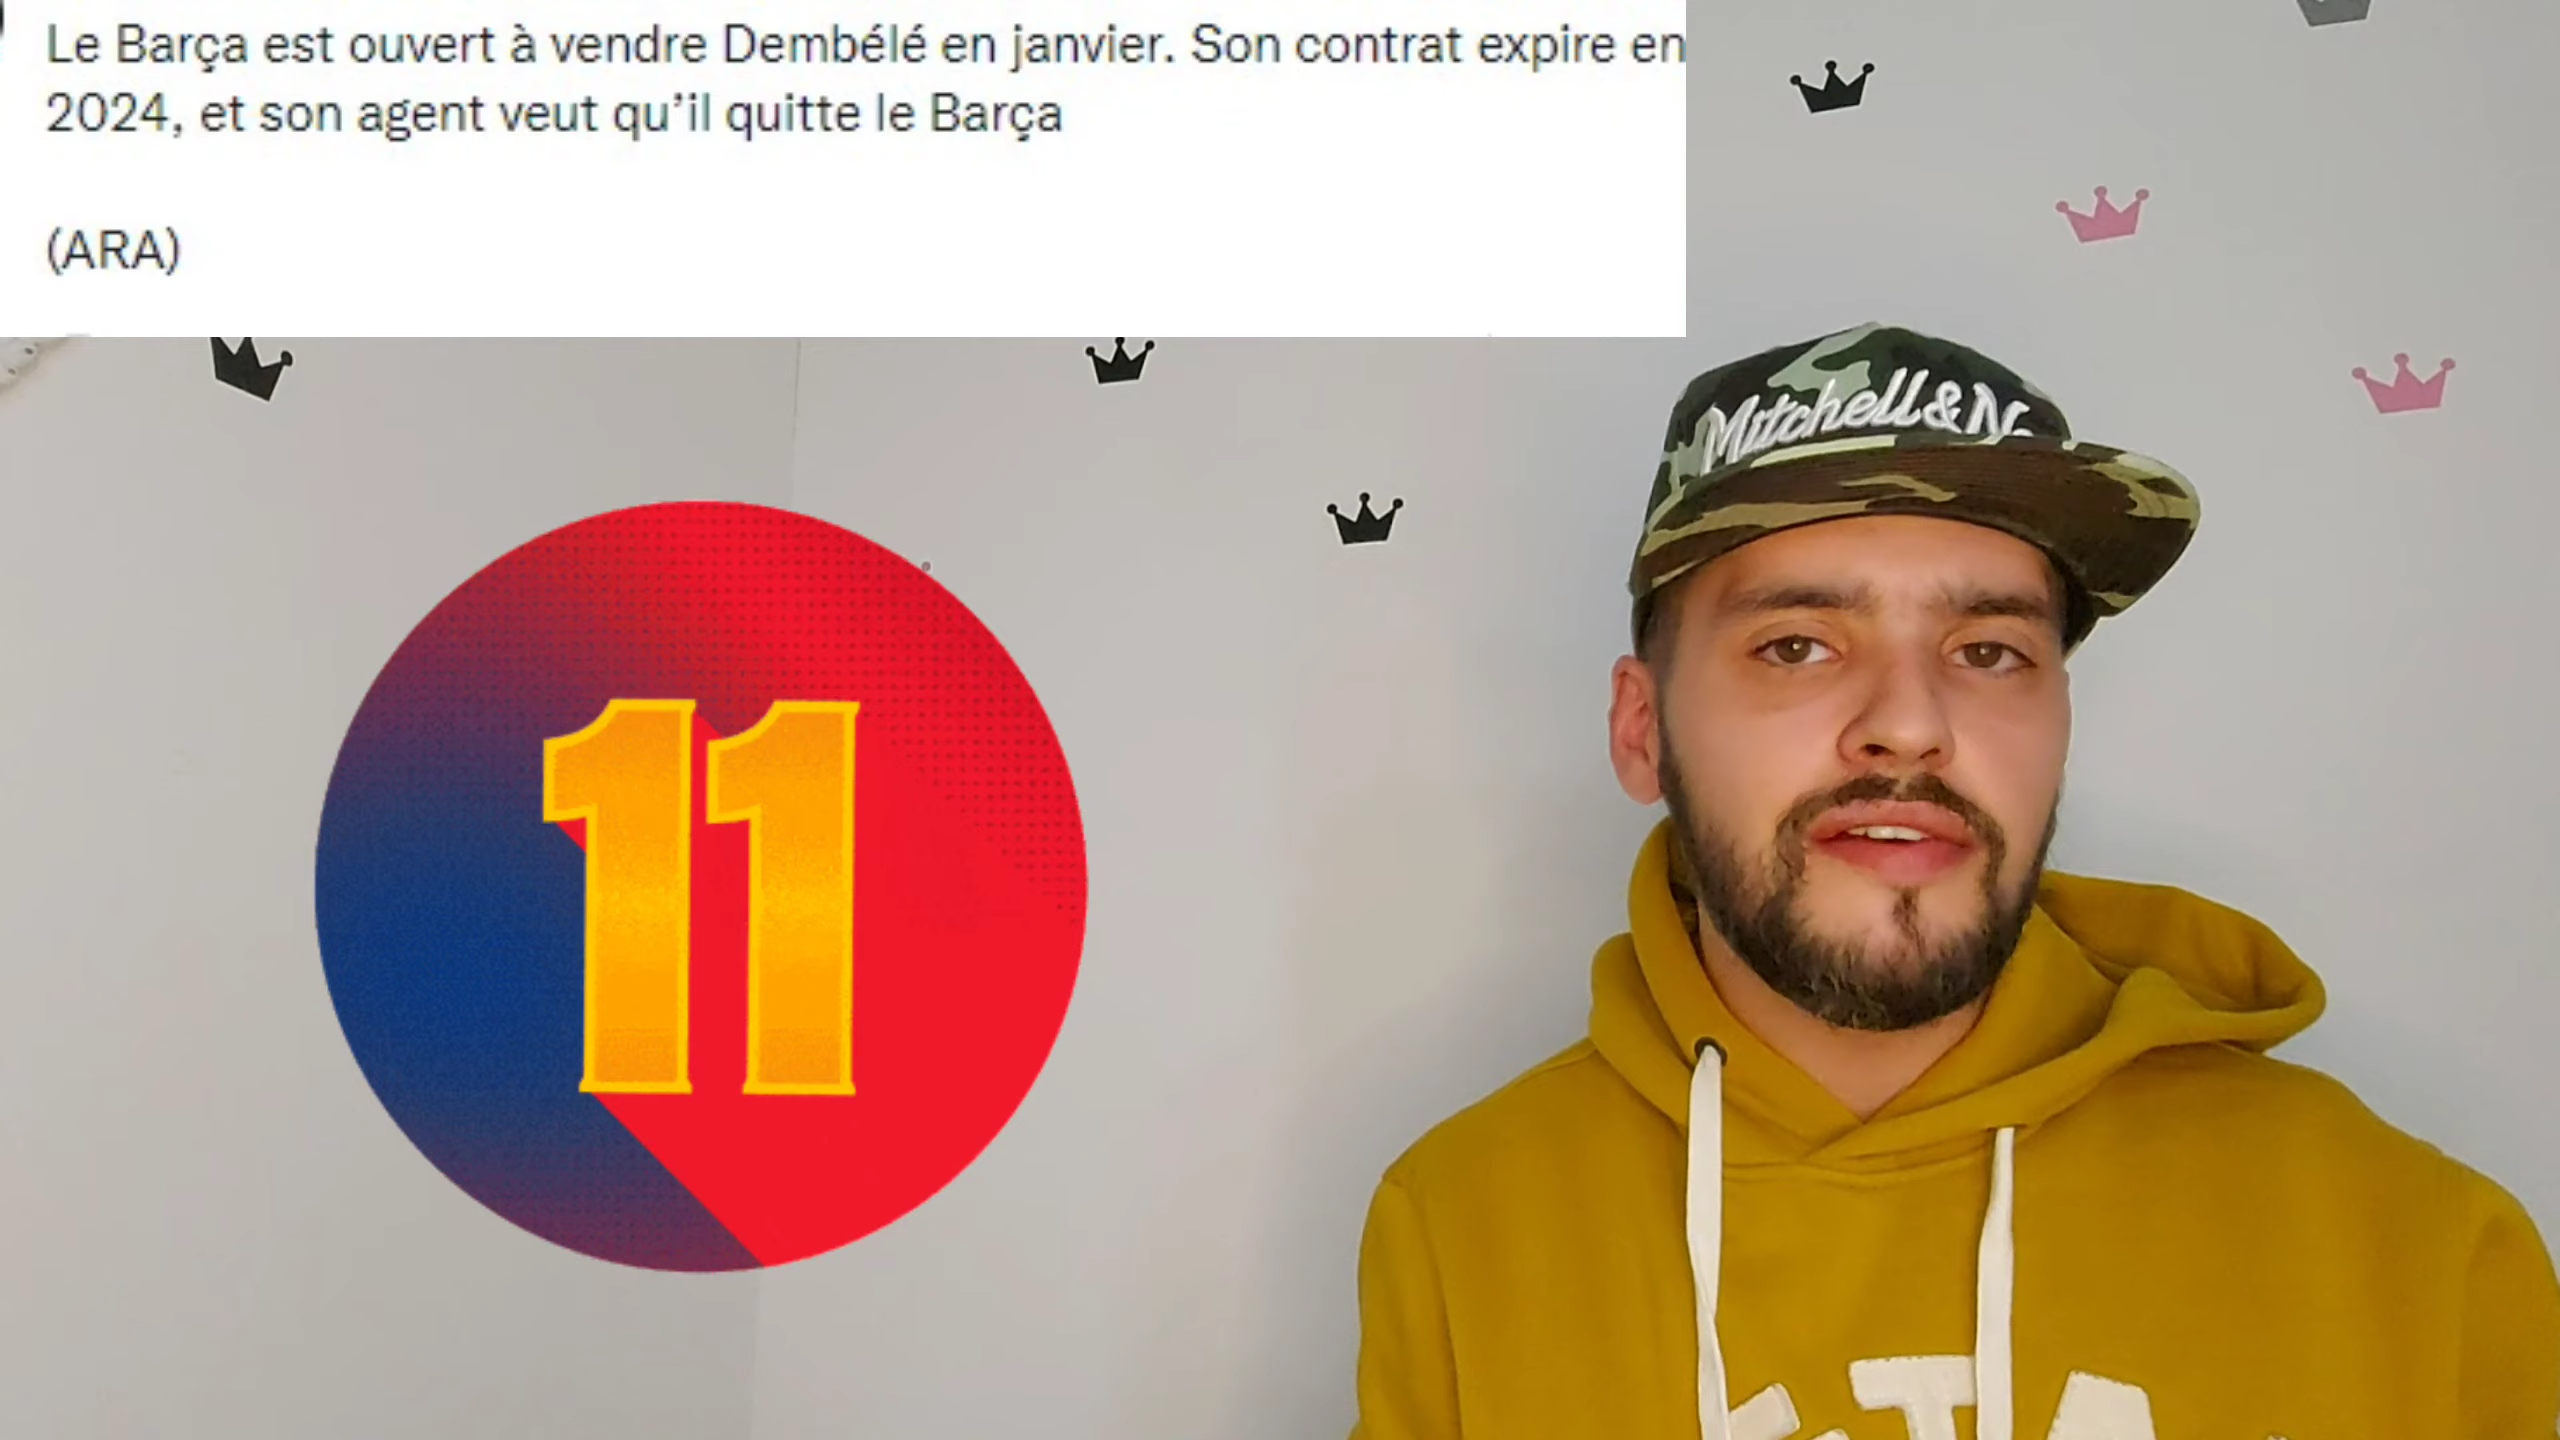 Le Barça est ouvert à vendre Dembélé en janvier. Son contrat expire en
2024, et son agent veut qu’il quitte le Barça
(ARA)
Mitchell&N
11